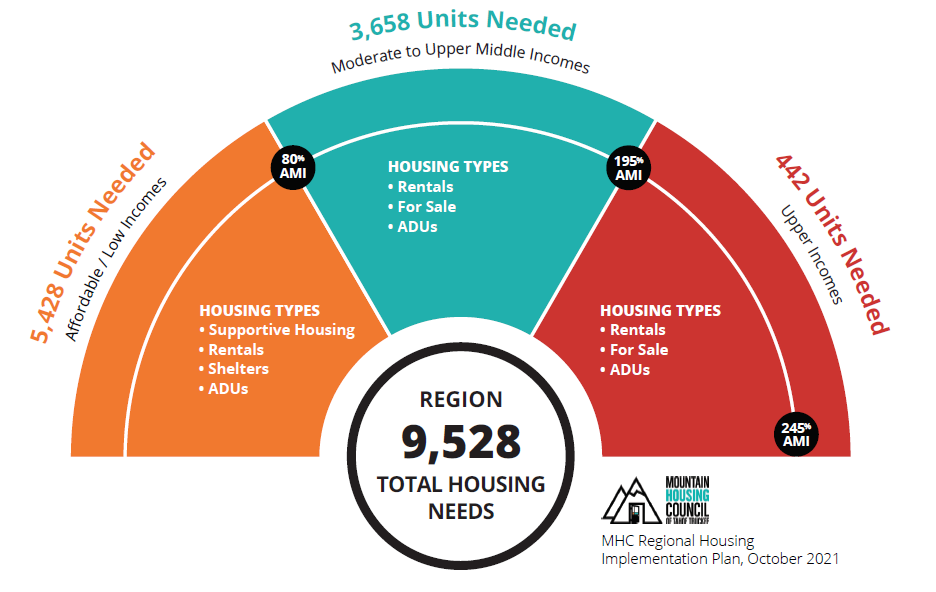 3,658 Units Needed
Moderate to Upper Middle Incomes
5,428 Units Needed
Affordable / Low Incomes
442 Units Needed
Upper Incomes
80% AMI
195% AMI
HOUSING TYPES
• Rentals
• For Sale
• ADUs
HOUSING TYPES
• Supportive Housing
• Rentals
• Shelters
• ADUs
HOUSING TYPES
• Rentals
• For Sale
• ADUs
245% AMI
REGION
9,528
TOTAL HOUSING
NEEDS
MOUNTAIN
HOUSING
COUNCIL
OF TAHOE TRUCKEE
MHC Regional Housing
Implementation Plan, October 2021